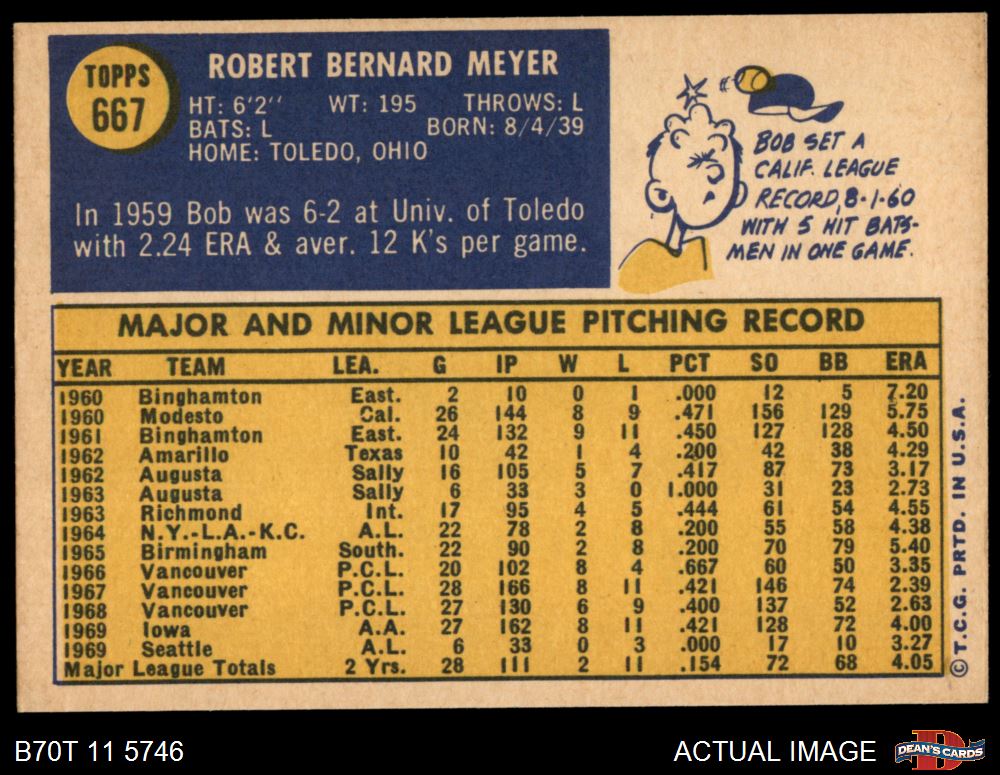 TOPPS
667
ROBERT BERNARD MEYER
HT: 6'2" WT: 195 THROWS: L
BATS: L BORN: 8/4/39
HOME: TOLEDO, OHIO
In 1959 Bob was 6-2 at Univ. of Toledo
with 2.24 ERA & aver. 12 K's per game.
BOB SET A
CALIF. LEAGUE
RECORD, 8-1-60
WITH 5 HIT BATS-
MEN IN ONE GAME.
MAJOR AND MINOR LEAGUE PITCHING RECORD
YEAR TEAM LEA. G IP W L PCT SO BB ERA
1960 Binghamton East. 2 10 0 1 .000 12 5 7.20
1960 Modesto Cal. 26 144 8 9 .471 156 129 5.75
1961 Binghamton East. 24 132 9 11 .450 127 128 4.50
1962 Amarillo Texas 10 42 1 4 .200 42 38 4.29
1962 Augusta Sally 16 105 5 7 .417 87 73 3.17
1963 Augusta Sally 6 33 3 0 1.000 31 23 2.73
1963 Richmond Int. 17 95 4 5 .444 61 54 4.55
1964 N.Y.-L.A.-K.C. A.L. 22 78 2 8 .200 55 58 4.38
1965 Birmingham South. 22 90 2 8 .200 70 79 5.40
1966 Vancouver P.C.L. 20 102 8 4 .667 60 50 3.35
1967 Vancouver P.C.L. 28 166 8 11 .421 146 74 2.39
1968 Vancouver P.C.L. 27 130 6 9 .400 137 52 2.63
1969 Iowa A.A. 27 162 8 11 .421 128 72 4.00
1969 Seattle A.L. 6 33 0 3 .000 17 10 3.27
Major League Totals 2 Yrs. 28 111 2 11 .154 72 68 4.05
© T.C.G. PRTD. IN U.S.A.
B70T 11 5746
ACTUAL IMAGE
DEAN'S CARDS